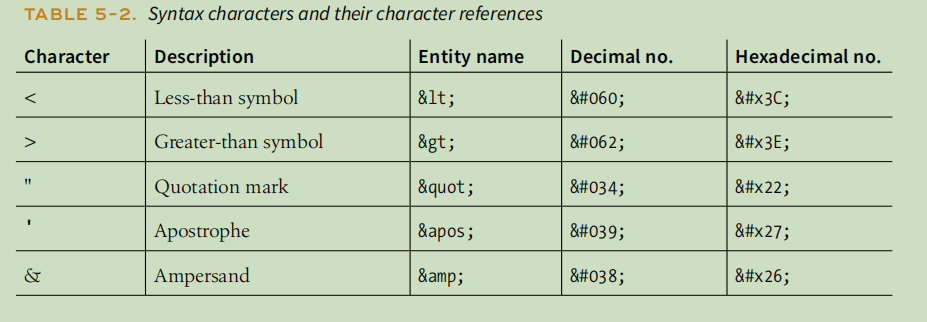 TABLE 5-2. Syntax characters and their character references
Character Description Entity name Decimal no. Hexadecimal no.
< Less-than symbol &lt; &#060; &#x3C;
> Greater-than symbol &gt; &#062; &#x3E;
" Quotation mark &quot; &#034; &#x22;
' Apostrophe &apos; &#039; &#x27;
& Ampersand &amp; &#038; &#x26;